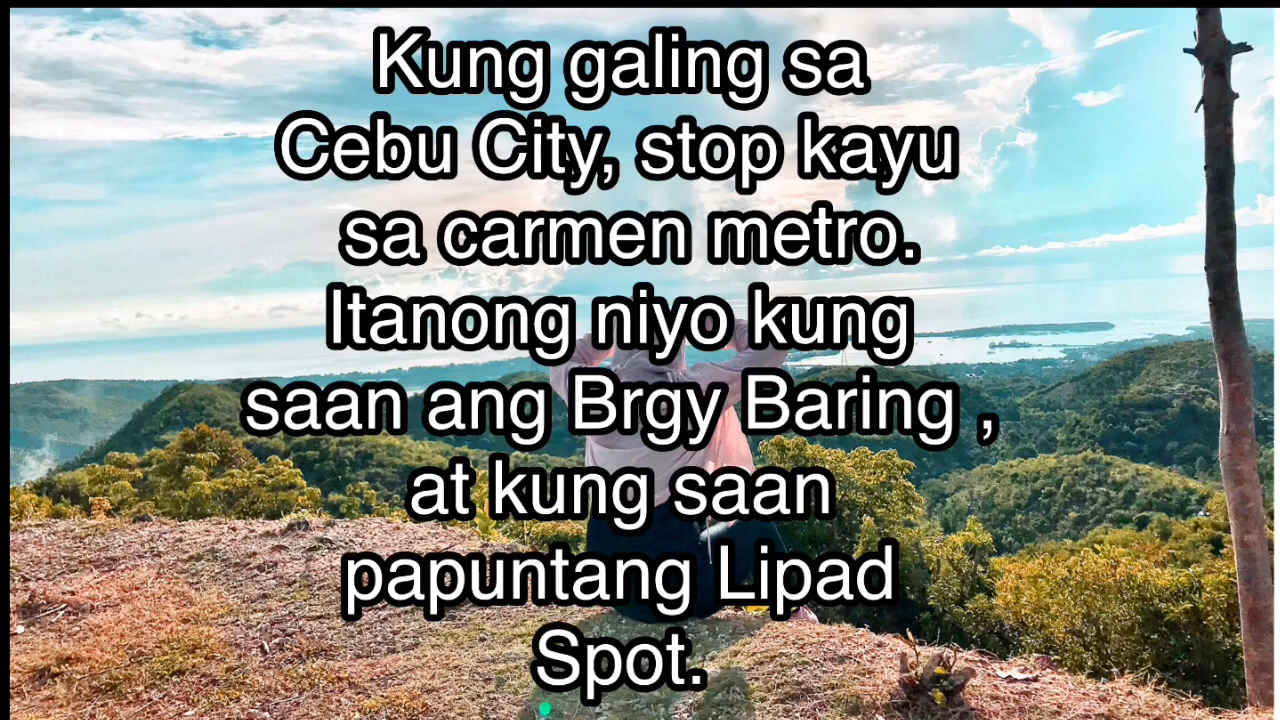 Kung galing sa
Cebu City, stop kayu
sa carmen metro.
Itanong niyo kung
saan ang Brgy Baring ,
at kung saan
papuntang Lipad
Spot.